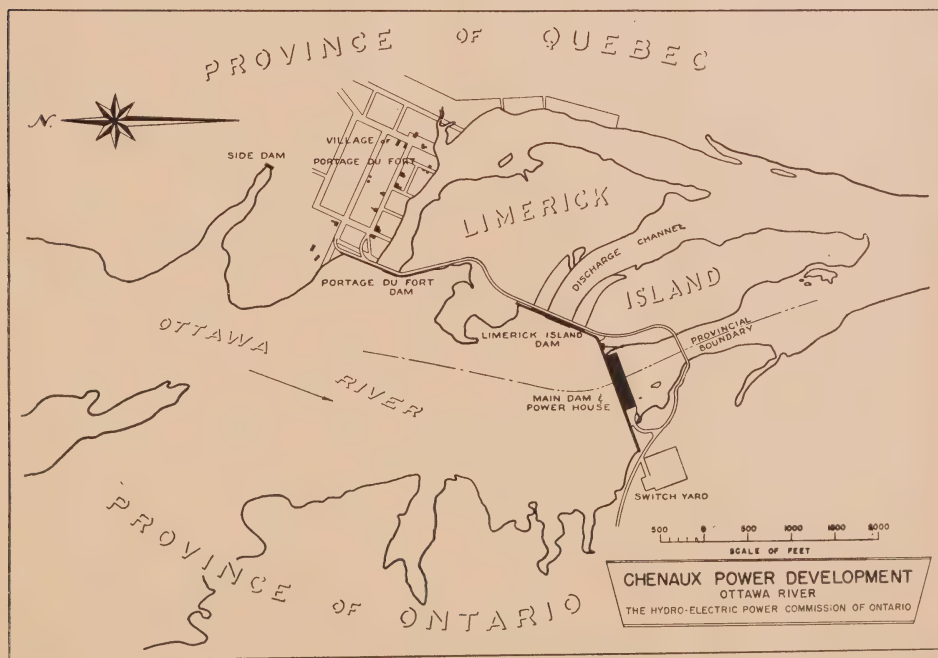 PROVINCE OF QUEBEC
N.
VILLAGE OF
PORTAGE DU FORT
SIDE DAM
LIMERICK
ISLAND
DISCHARGE CHANNEL
PORTAGE DU FORT
DAM
OTTAWA
RIVER
LIMERICK ISLAND
DAM
PROVINCIAL
BOUNDARY
MAIN DAM &
POWER HOUSE
SWITCH YARD
PROVINCE
OF ONTARIO
500 0 500 1000 1500 2000
SCALE OF FEET
CHENAUX POWER DEVELOPMENT
OTTAWA RIVER
THE HYDRO-ELECTRIC POWER COMMISSION OF ONTARIO